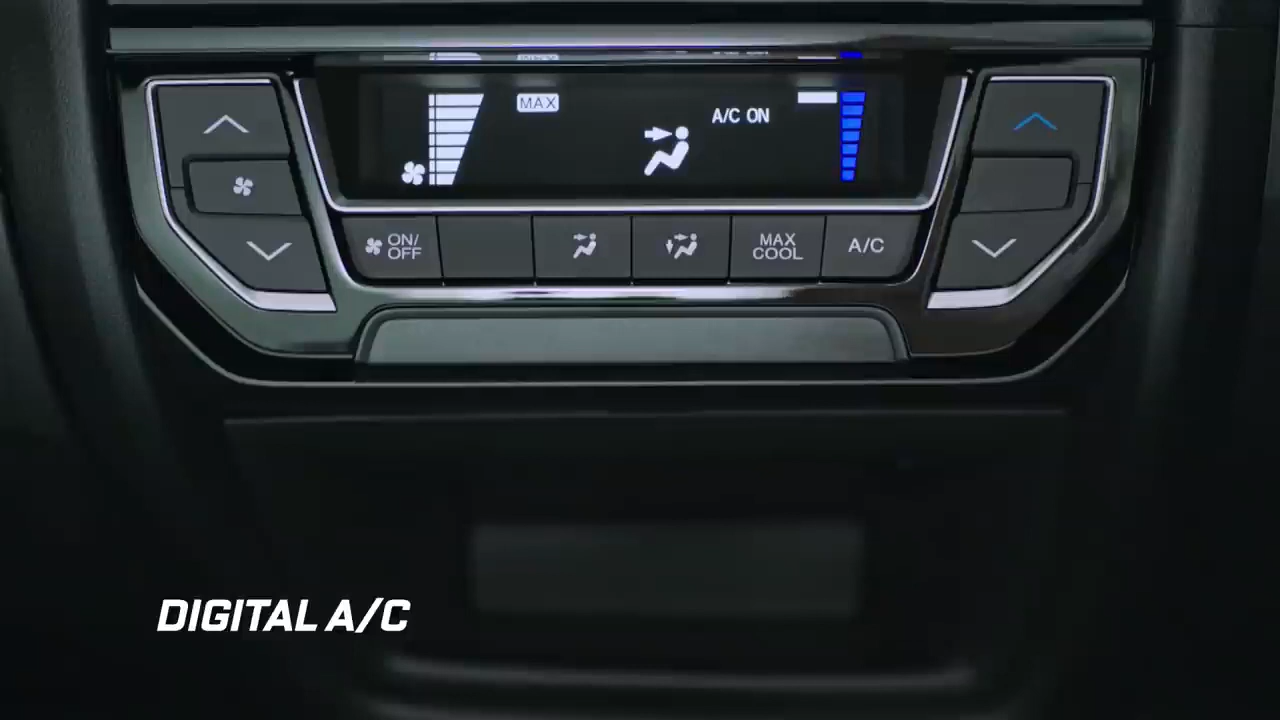 MAX
A/C ON
ON/
OFF
MAX
COOL
A/C
DIGITAL A/C